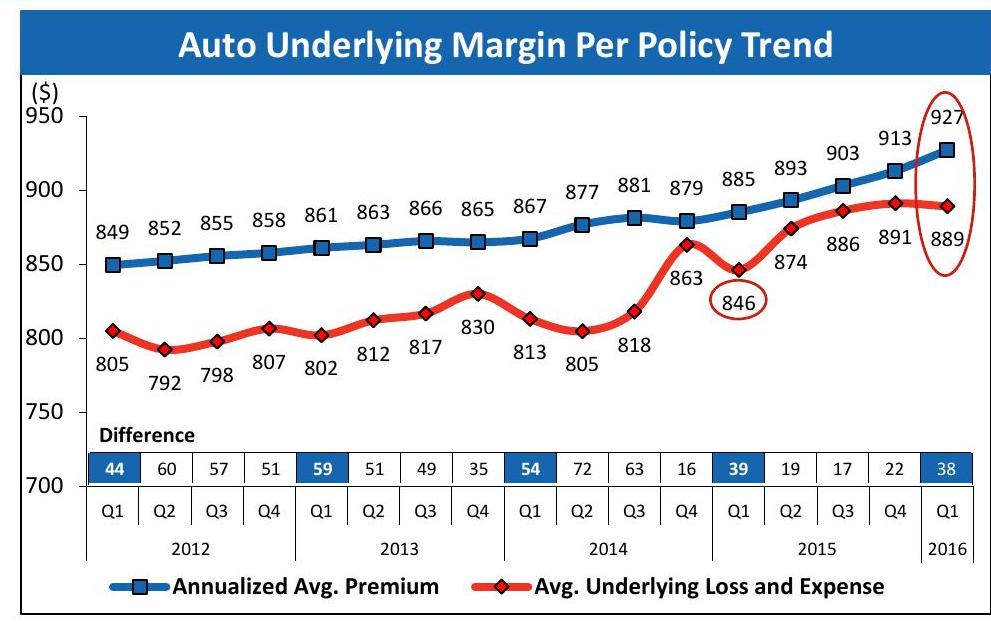 Auto Underlying Margin Per Policy Trend
($)
950
900
850
800
750
700
849 852 855 858 861 863 866 865 867 877 881 879 885 893 903 913 927
805 792 798 807 802 812 817 830 813 805 818 863 846 874 886 891 889
Difference
44 60 57 51 59 51 49 35 54 72 63 16 39 19 17 22 38
Q1 Q2 Q3 Q4 Q1 Q2 Q3 Q4 Q1 Q2 Q3 Q4 Q1 Q2 Q3 Q4 Q1
2012 2013 2014 2015 2016
Annualized Avg. Premium Avg. Underlying Loss and Expense